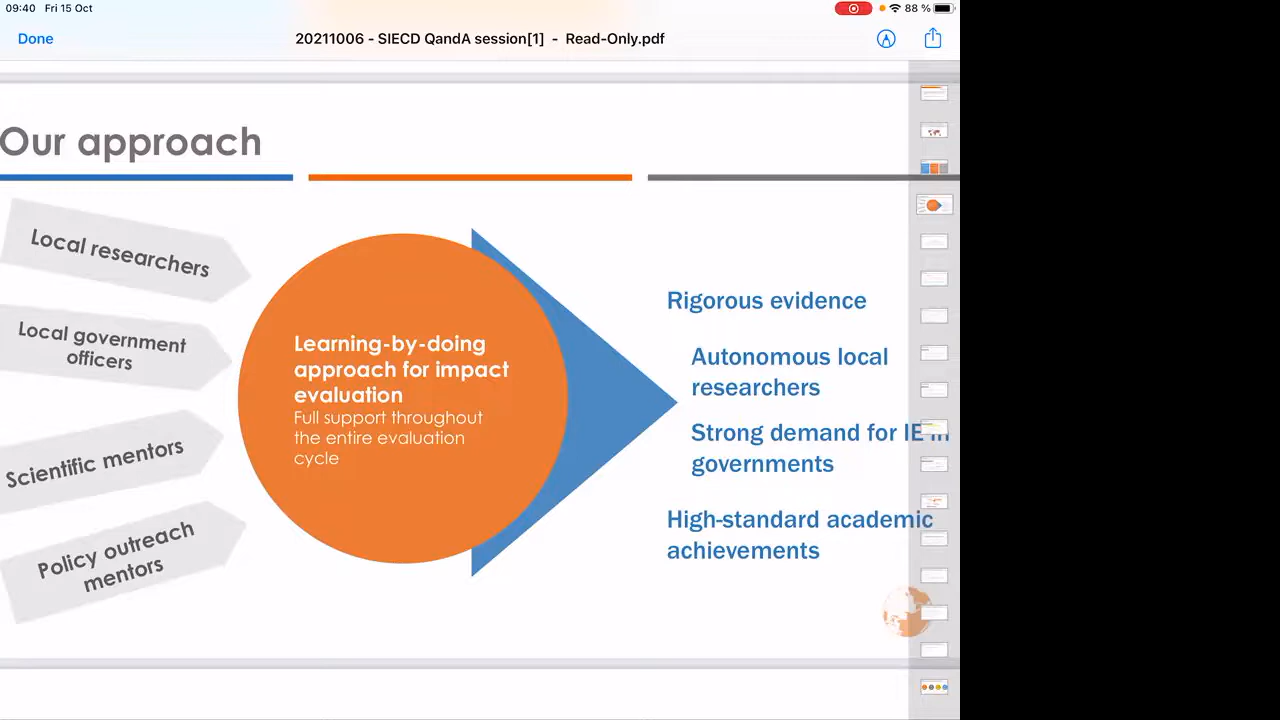 09:40 Fri 15 Oct
88 %
Done
20211006 - SIECD QandA session[1] - Read-Only.pdf
Our approach
Local researchers
Local government
officers
Scientific mentors
Policy outreach
mentors
Learning-by-doing
approach for impact
evaluation
Full support throughout
the entire evaluation
cycle
Rigorous evidence
Autonomous local
researchers
Strong demand for IE in
governments
High-standard academic
achievements